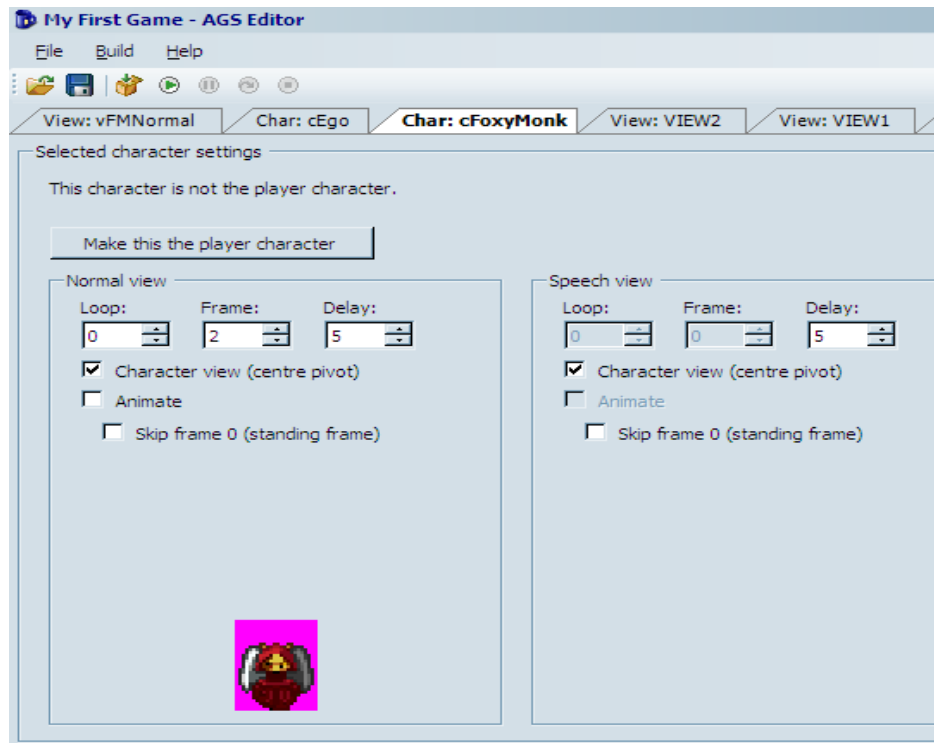 My First Game - AGS Editor
File Build Help
View: vFMNormal Char: cEgo Char: cFoxyMonk View: VIEW2 View: VIEW1
Selected character settings
This character is not the player character.
Make this the player character
Normal view
Loop: Frame: Delay:
0 2 5
Character view (centre pivot)
Animate
Skip frame 0 (standing frame)
Speech view
Loop: Frame: Delay:
0 0 5
Character view (centre pivot)
Animate
Skip frame 0 (standing frame)